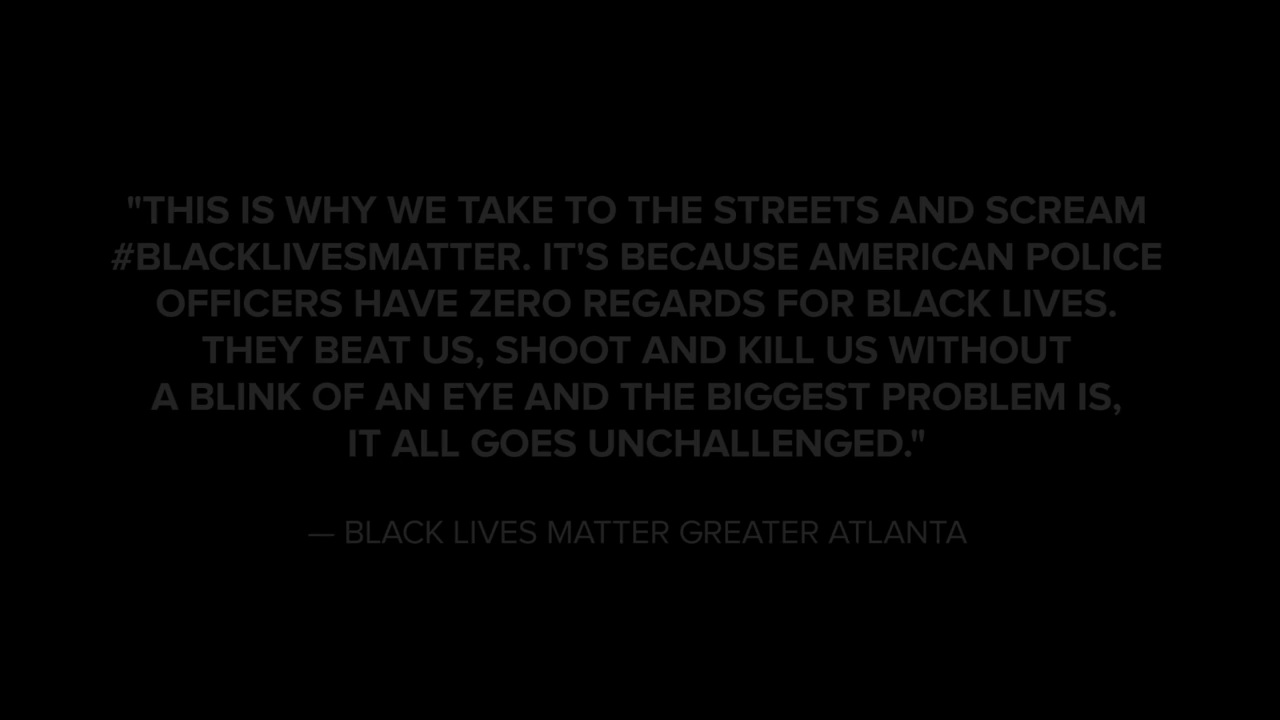 "THIS IS WHY WE TAKE TO THE STREETS AND SCREAM
#BLACKLIVESMATTER. IT'S BECAUSE AMERICAN POLICE
OFFICERS HAVE ZERO REGARDS FOR BLACK LIVES.
THEY BEAT US, SHOOT AND KILL US WITHOUT
A BLINK OF AN EYE AND THE BIGGEST PROBLEM IS,
IT ALL GOES UNCHALLENGED."
— BLACK LIVES MATTER GREATER ATLANTA